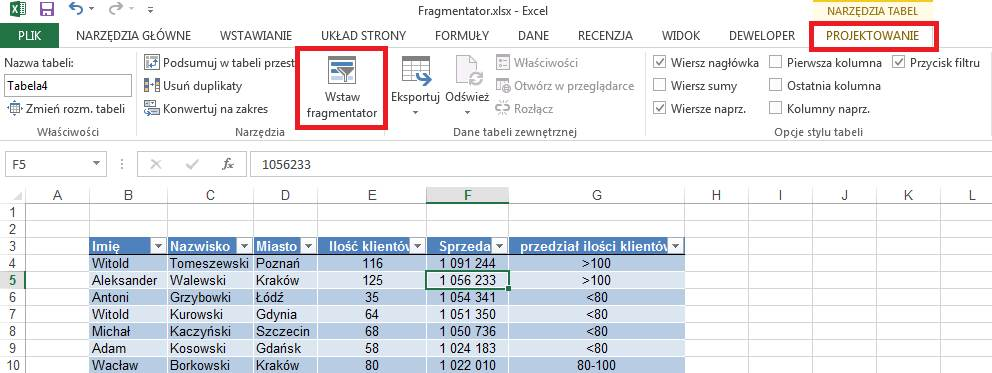 Fragmentator.xlsx - Excel
NARZĘDZIA TABEL
PLIK NARZĘDZIA GŁÓWNE WSTAWIANIE UKŁAD STRONY FORMUŁY DANE RECENZJA WIDOK DEWELOPER PROJEKTOWANIE
Nazwa tabeli:
Tabela4
Zmień rozm. tabeli
Właściwości
Podsumuj w tabeli przest
Usuń duplikaty
Konwertuj na zakres
Wstaw
fragmentator
Narzędzia
Eksportuj
Odśwież
Właściwości
Otwórz w przeglądarce
Rozłącz
Dane tabeli zewnętrznej
Wiersz nagłówka
Wiersz sumy
Wiersze naprz.
Pierwsza kolumna
Ostatnia kolumna
Kolumny naprz.
Przycisk filtru
Opcje stylu tabeli
F5 fx 1056233
A B C D E F G H I J K L
1
2
3 Imię Nazwisko Miasto Ilość klientów Sprzeda przedział ilości klientów
4 Witold Tomeszewski Poznań 116 1 091 244 >100
5 Aleksander Walewski Kraków 125 1 056 233 >100
6 Antoni Grzybowki Łódź 35 1 054 341 <80
7 Witold Kurowski Gdynia 64 1 051 350 <80
8 Michał Kaczyński Szczecin 68 1 050 736 <80
9 Adam Kosowski Gdańsk 58 1 024 183 <80
10 Wacław Borkowski Kraków 80 1 022 010 80-100